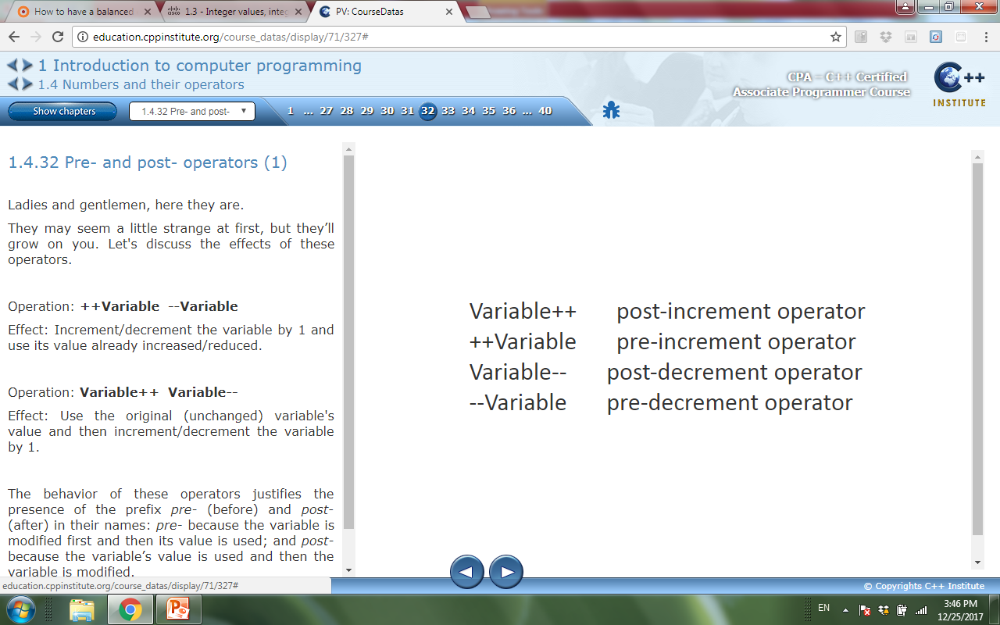 How to have a balanced
1.3 - Integer values, integ
PV: CourseDatas
education.cppinstitute.org/course_datas/display/71/327#
1 Introduction to computer programming
1.4 Numbers and their operators
CPA – C++ Certified
Associate Programmer Course
C++
INSTITUTE
Show chapters
1.4.32 Pre- and post-
1 ... 27 28 29 30 31 32 33 34 35 36 ... 40
1.4.32 Pre- and post- operators (1)
Ladies and gentlemen, here they are.
They may seem a little strange at first, but they’ll
grow on you. Let's discuss the effects of these
operators.
Operation: ++Variable --Variable
Effect: Increment/decrement the variable by 1 and
use its value already increased/reduced.
Operation: Variable++ Variable--
Effect: Use the original (unchanged) variable's
value and then increment/decrement the variable
by 1.
The behavior of these operators justifies the
presence of the prefix pre- (before) and post-
(after) in their names: pre- because the variable is
modified first and then its value is used; and post-
because the variable’s value is used and then the
variable is modified.
Variable++ post-increment operator
++Variable pre-increment operator
Variable-- post-decrement operator
--Variable pre-decrement operator
education.cppinstitute.org/course_datas/display/71/327#
© Copyrights C++ Institute
EN
3:46 PM
12/25/2017